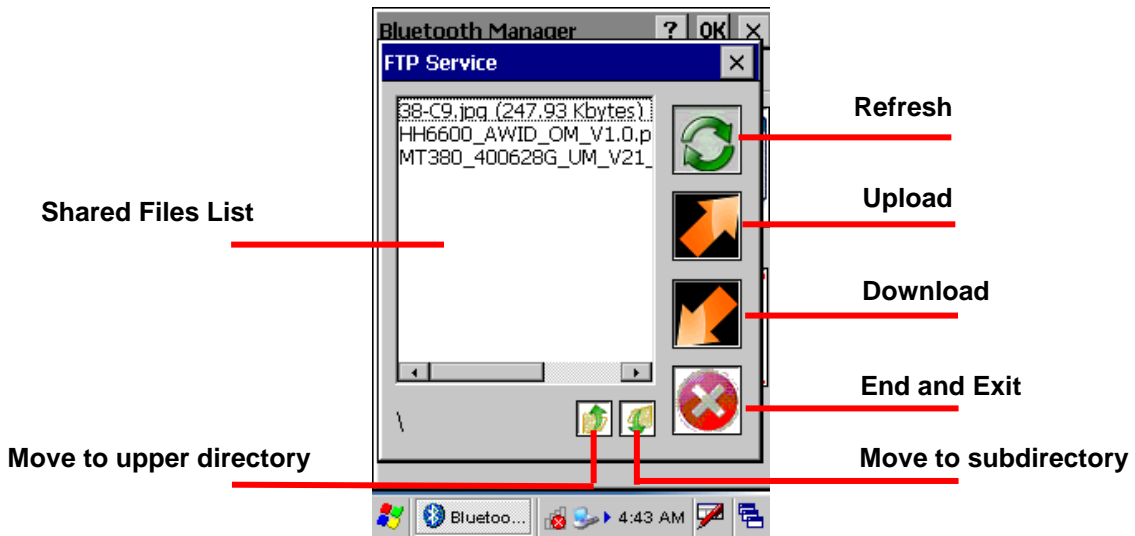 Bluetooth Manager ? OK ×
FTP Service ×
38-C9.jpg (247.93 Kbytes)
HH6600_AWID_OM_V1.0.p
MT380_400628G_UM_V21_
Refresh
Upload
Shared Files List
Download
End and Exit
\
Move to upper directory
Move to subdirectory
Bluetoo... 4:43 AM